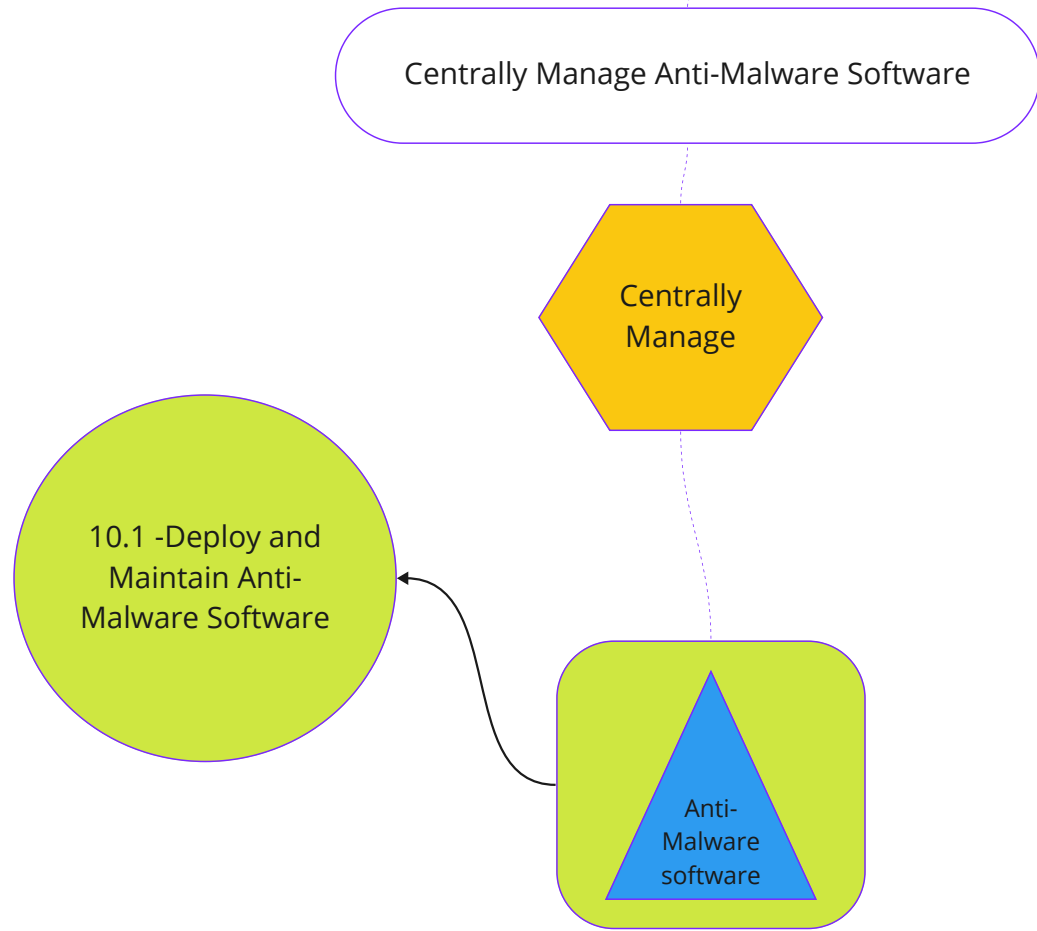 Centrally Manage Anti-Malware Software
Centrally
Manage
10.1 -Deploy and
Maintain Anti-
Malware Software
Anti-
Malware
software